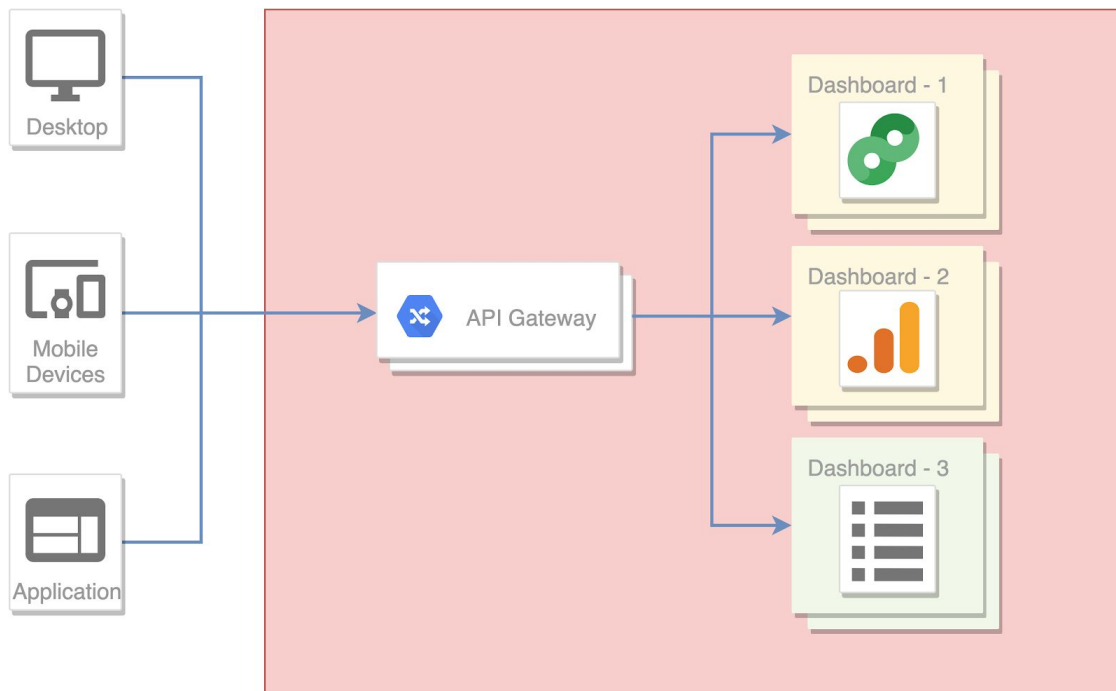 Desktop
Mobile
Devices
Application
API Gateway
Dashboard - 1
Dashboard - 2
Dashboard - 3